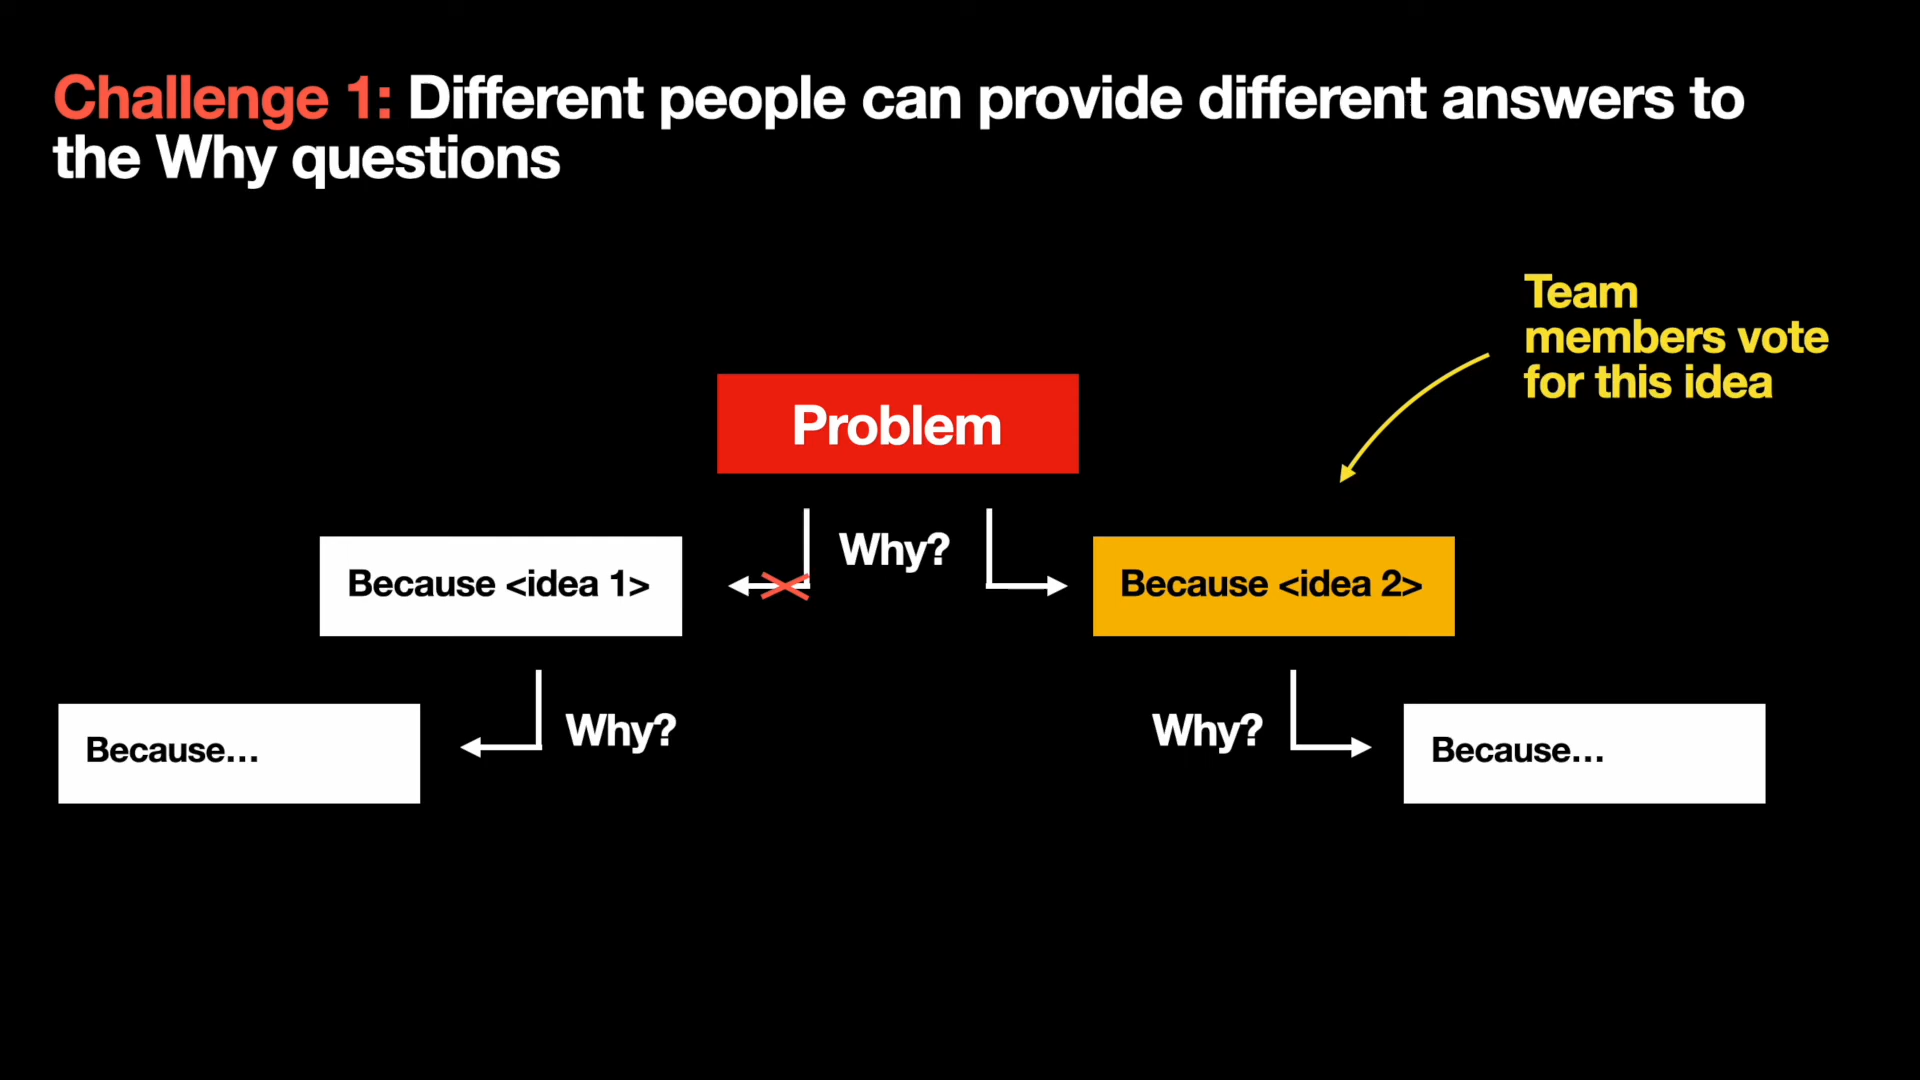 Challenge 1: Different people can provide different answers to
the Why questions
Team
members vote
for this idea
Problem
Why?
Because <idea 1>
Because <idea 2>
Why?
Why?
Because...
Because...